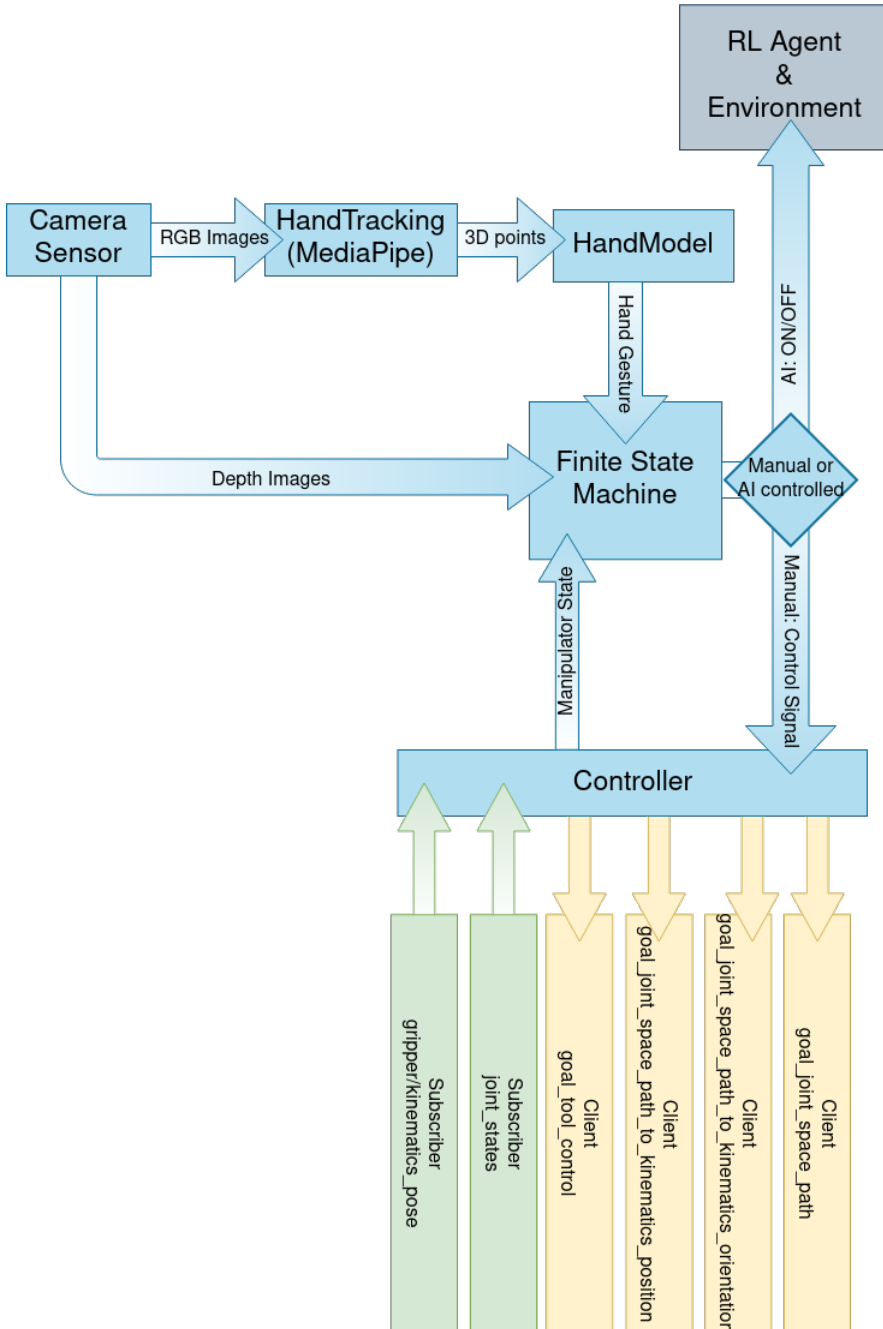 RL Agent
&
Environment
Camera
Sensor
RGB Images
HandTracking
(MediaPipe)
3D points
HandModel
Hand Gesture
AI: ON/OFF
Depth Images
Finite State
Machine
Manual or
AI controlled
Manipulator State
Manual: Control Signal
Controller
Subscriber
gripper/kinematics_pose
Subscriber
joint_states
Client
goal_tool_control
Client
goal_joint_space_path_to_kinematics_position
Client
goal_joint_space_path_to_kinematics_orientation
Client
goal_joint_space_path